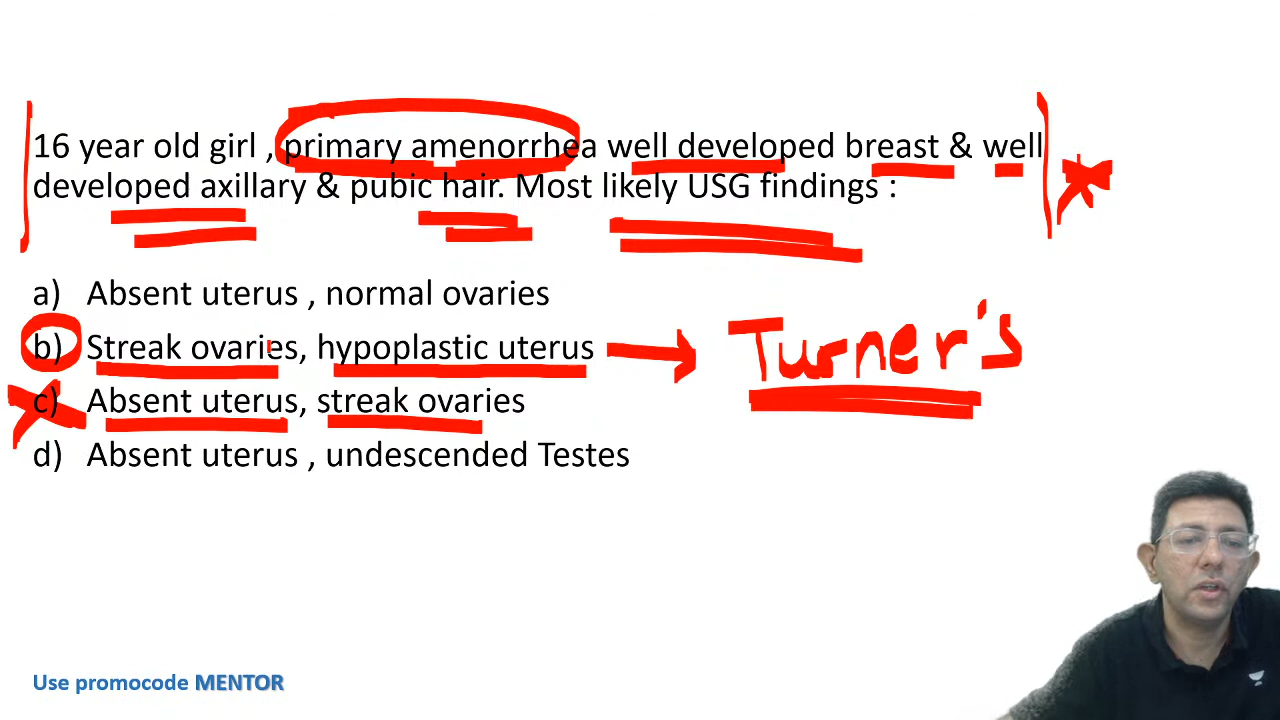 16 year old girl , primary amenorrhea well developed breast & well
developed axillary & pubic hair. Most likely USG findings :
a) Absent uterus , normal ovaries
b) Streak ovaries, hypoplastic uterus
Turner's
c) Absent uterus, streak ovaries
d) Absent uterus , undescended Testes
Use promocode MENTOR